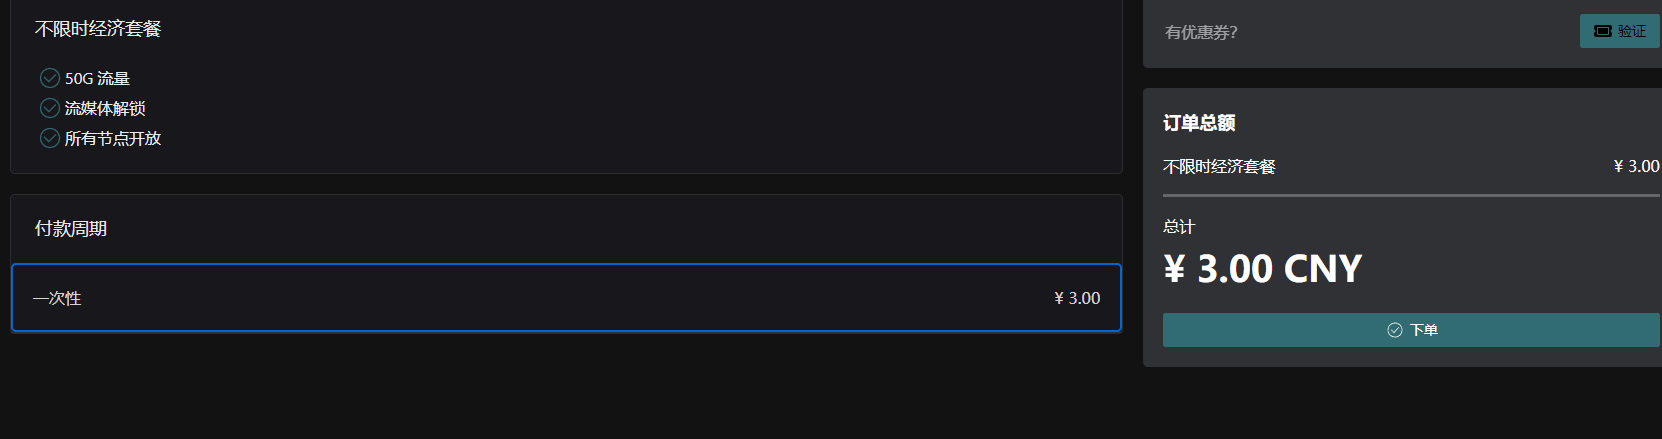 不限时经济套餐
50G 流量
流媒体解锁
所有节点开放
付款周期
一次性
¥ 3.00
有优惠券?
验证
订单总额
不限时经济套餐
¥ 3.00
总计
¥ 3.00 CNY
下单